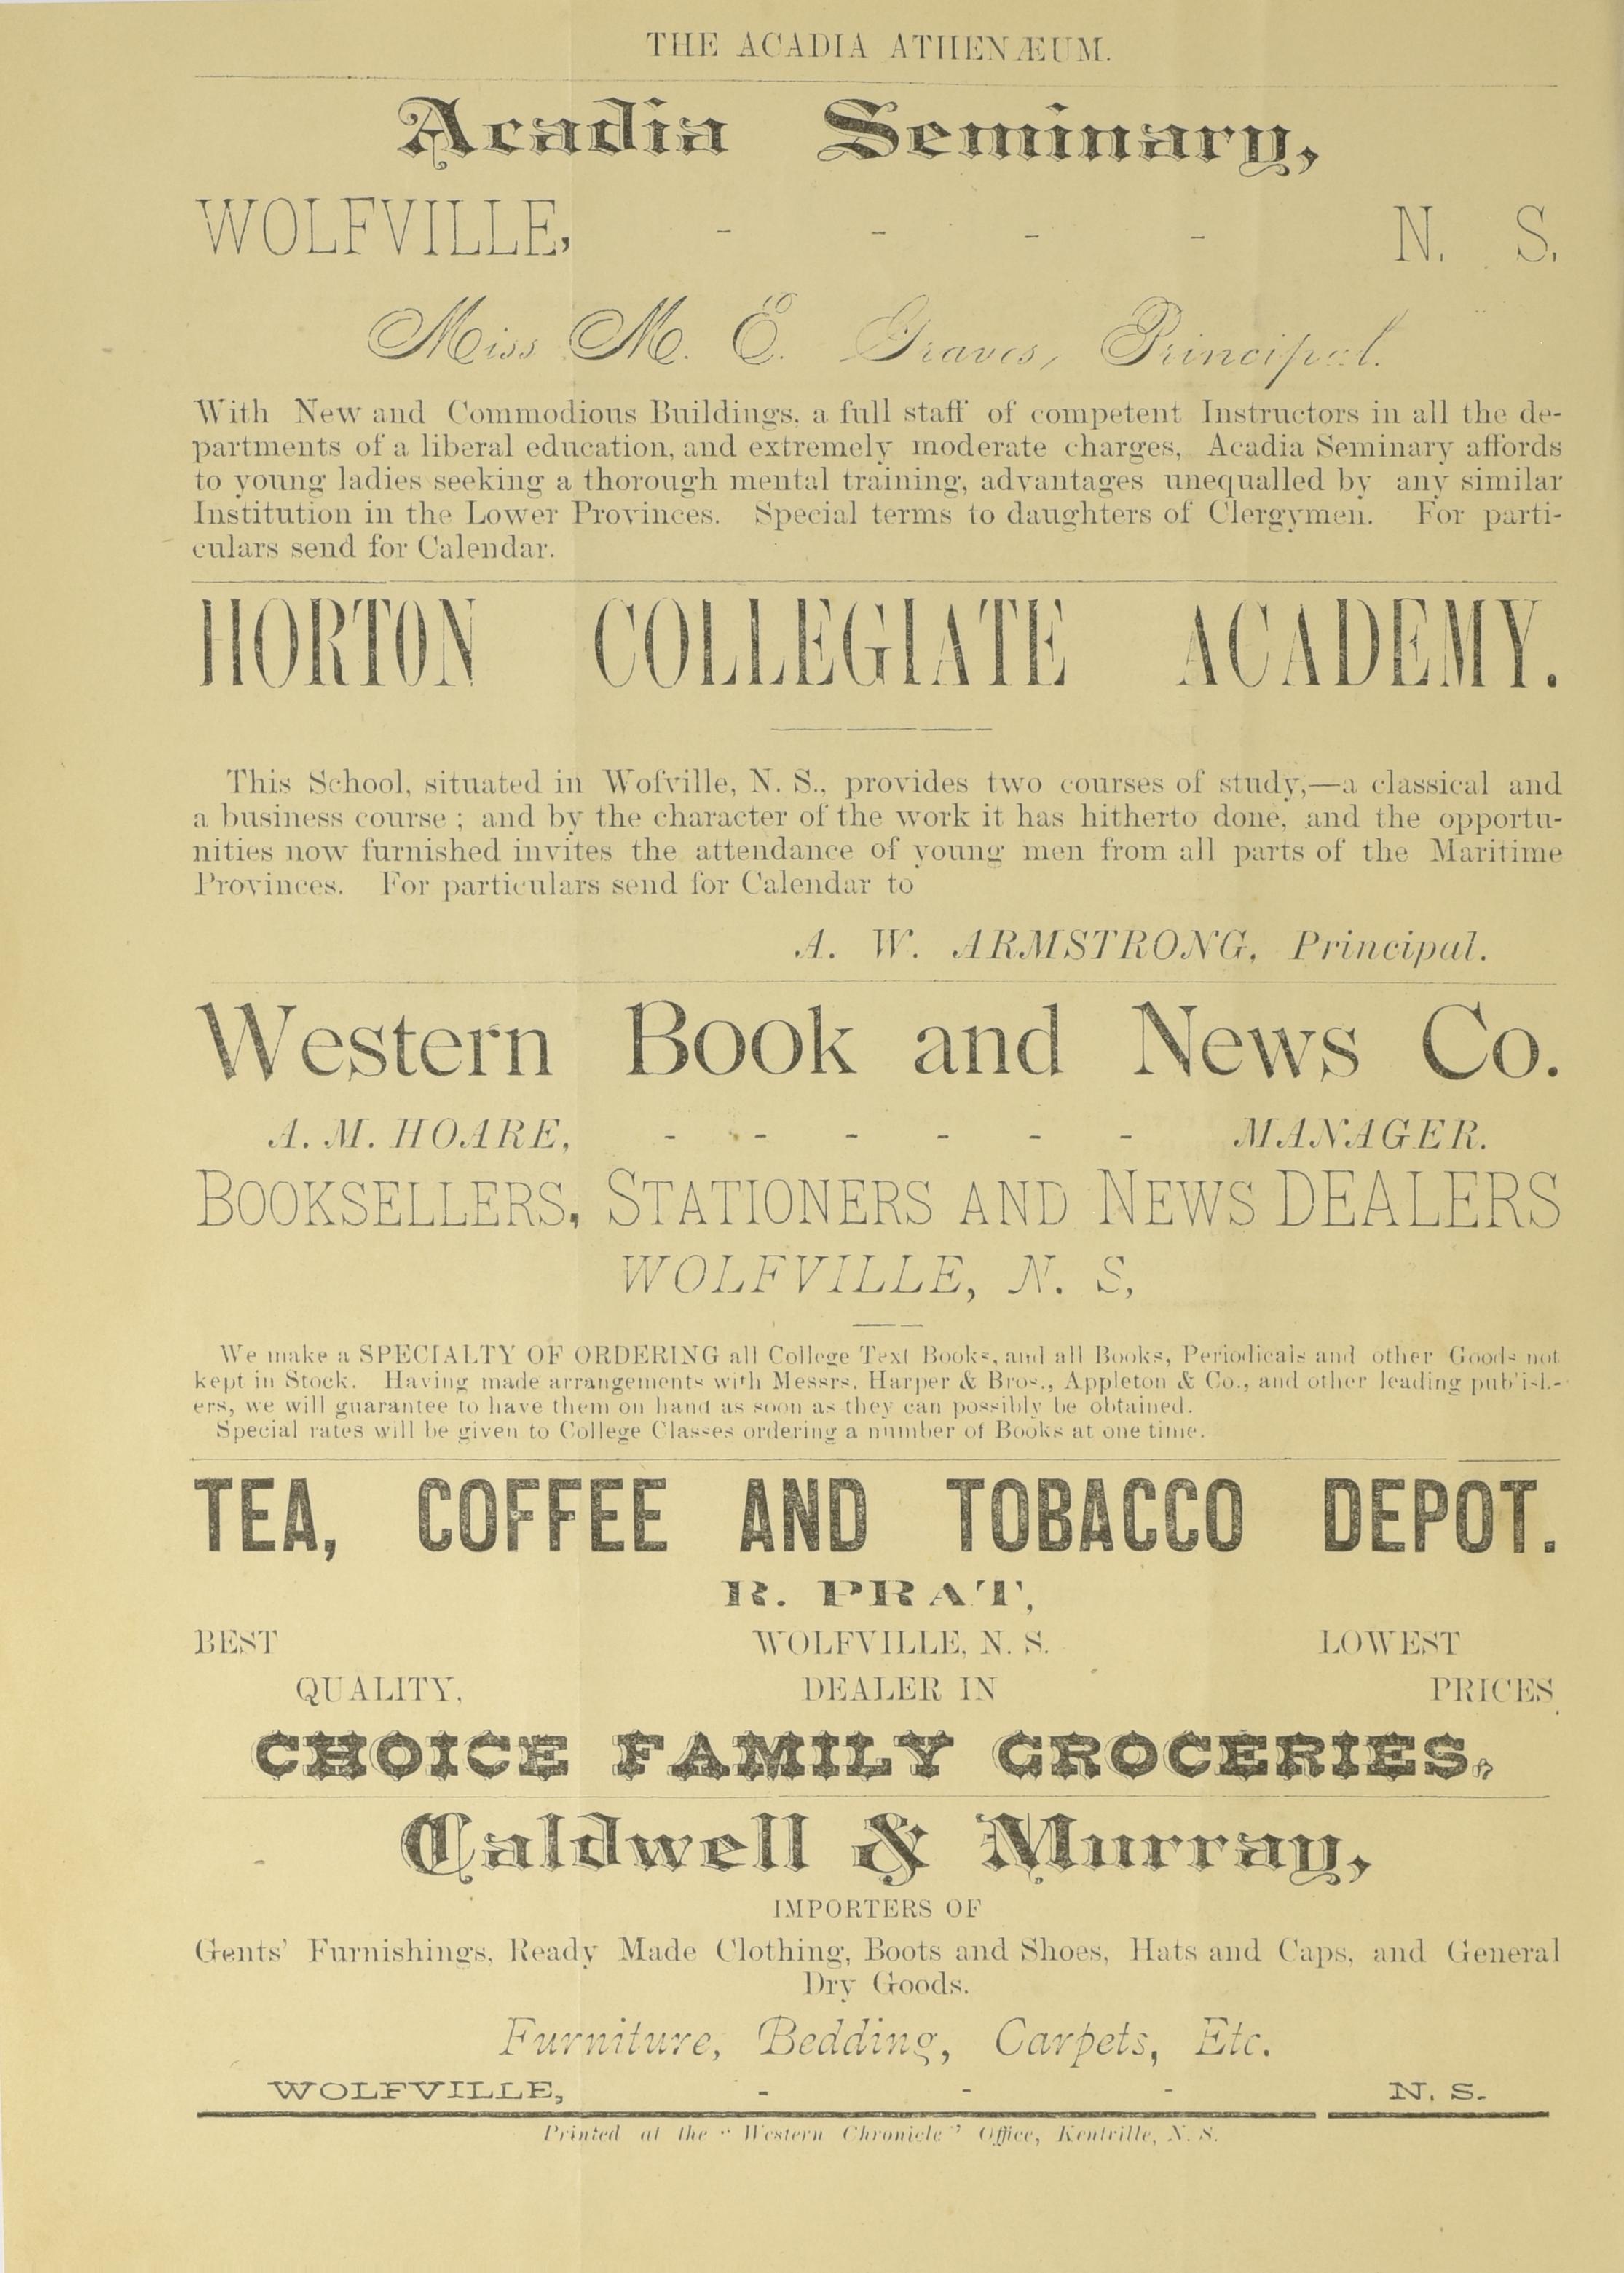 THE ACADIA ATHENÆUM.
Acadia Seminary,
WOLFVILLE, - - - - N. S.
Miss M. E. Graves, Principal.
With New and Commodious Buildings, a full staff of competent Instructors in all the de-
partments of a liberal education, and extremely moderate charges, Acadia Seminary affords
to young ladies seeking a thorough mental training, advantages unequalled by any similar
Institution in the Lower Provinces. Special terms to daughters of Clergymen. For parti-
culars send for Calendar.
HORTON COLLEGIATE ACADEMY.
This School, situated in Wofville, N. S., provides two courses of study,—a classical and
a business course ; and by the character of the work it has hitherto done, and the opportu-
nities now furnished invites the attendance of young men from all parts of the Maritime
Provinces. For particulars send for Calendar to
A. W. ARMSTRONG, Principal.
Western Book and News Co.
A. M. HOARE, - - - - - - MANAGER.
BOOKSELLERS, STATIONERS AND NEWS DEALERS
WOLFVILLE, N. S,
We make a SPECIALTY OF ORDERING all College Text Books, and all Books, Periodicals and other Goods not
kept in Stock. Having made arrangements with Messrs. Harper & Bros., Appleton & Co., and other leading publish-
ers, we will guarantee to have them on hand as soon as they can possibly be obtained.
Special rates will be given to College Classes ordering a number of Books at one time.
TEA, COFFEE AND TOBACCO DEPOT.
R. PRAT,
BEST WOLFVILLE, N. S. LOWEST
QUALITY, DEALER IN PRICES.
CHOICE FAMILY GROCERIES,
Caldwell & Murray,
IMPORTERS OF
Gents' Furnishings, Ready Made Clothing, Boots and Shoes, Hats and Caps, and General
Dry Goods.
Furniture, Bedding, Carpets, Etc.
WOLFVILLE, - - - N. S.
Printed at the "Western Chronicle" Office, Kentville, N. S.